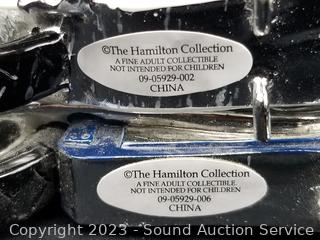 ©The Hamilton Collection
A FINE ADULT COLLECTIBLE
NOT INTENDED FOR CHILDREN
09-05929-002
CHINA
©The Hamilton Collection
A FINE ADULT COLLECTIBLE
NOT INTENDED FOR CHILDREN
09-05929-006
CHINA
Copyright 2023 - Sound Auction Service